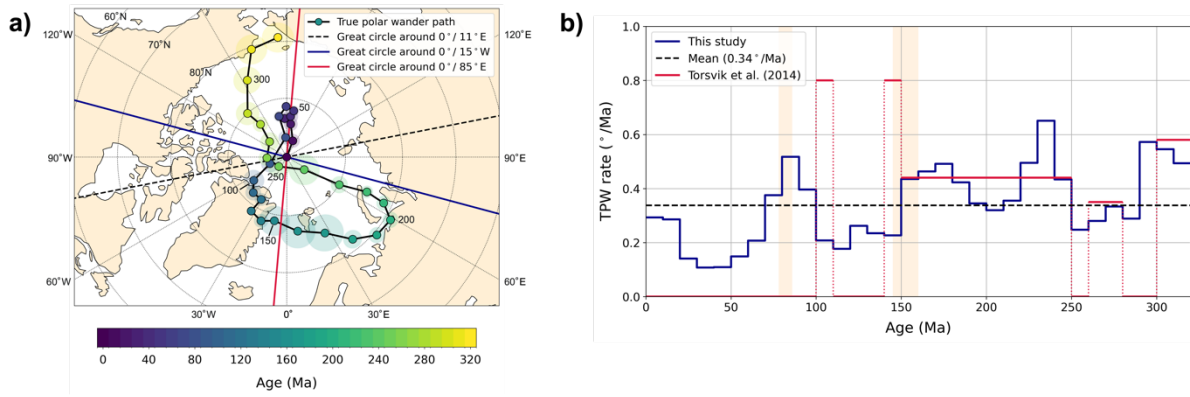 a)
60°N
120°W
70°N
80°N
120°E
True polar wander path
Great circle around 0°/ 11°E
Great circle around 0°/ 15°W
Great circle around 0°/ 85°E
300
50
90°W
90°E
250
100
200
150
60°W
60°E
30°W
0°
30°E
0 40 80 120 160 200 240 280 320
Age (Ma)
b)
This study
Mean (0.34°/Ma)
Torsvik et al. (2014)
1.0
0.8
0.6
0.4
0.2
0.0
TPW rate (°/Ma)
0 50 100 150 200 250 300
Age (Ma)